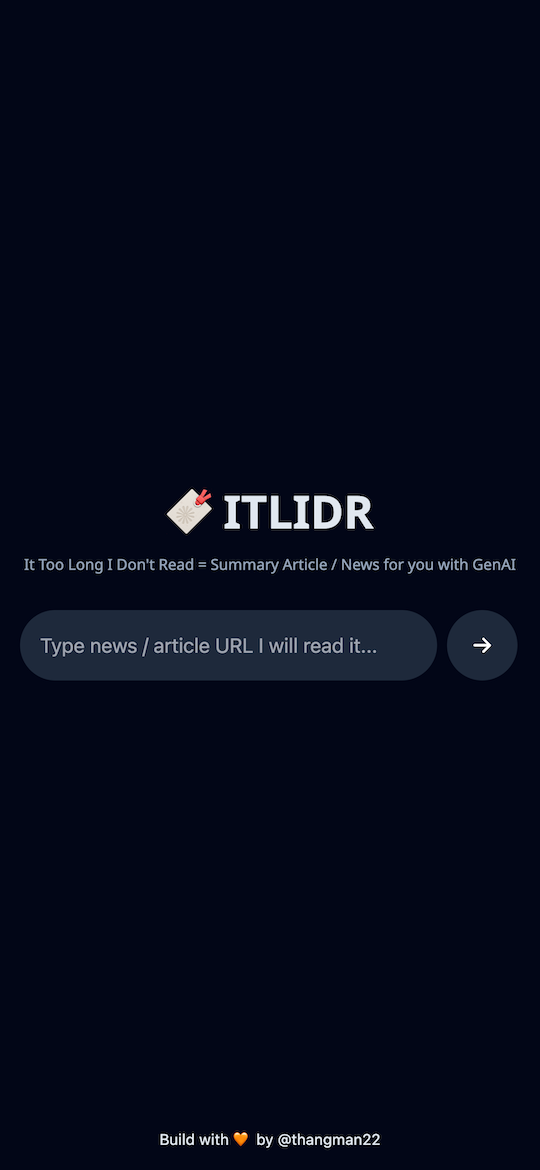 ITLIDR
It Too Long I Don't Read = Summary Article / News for you with GenAI
Type news / article URL I will read it...
Build with 🧡 by @thangman22